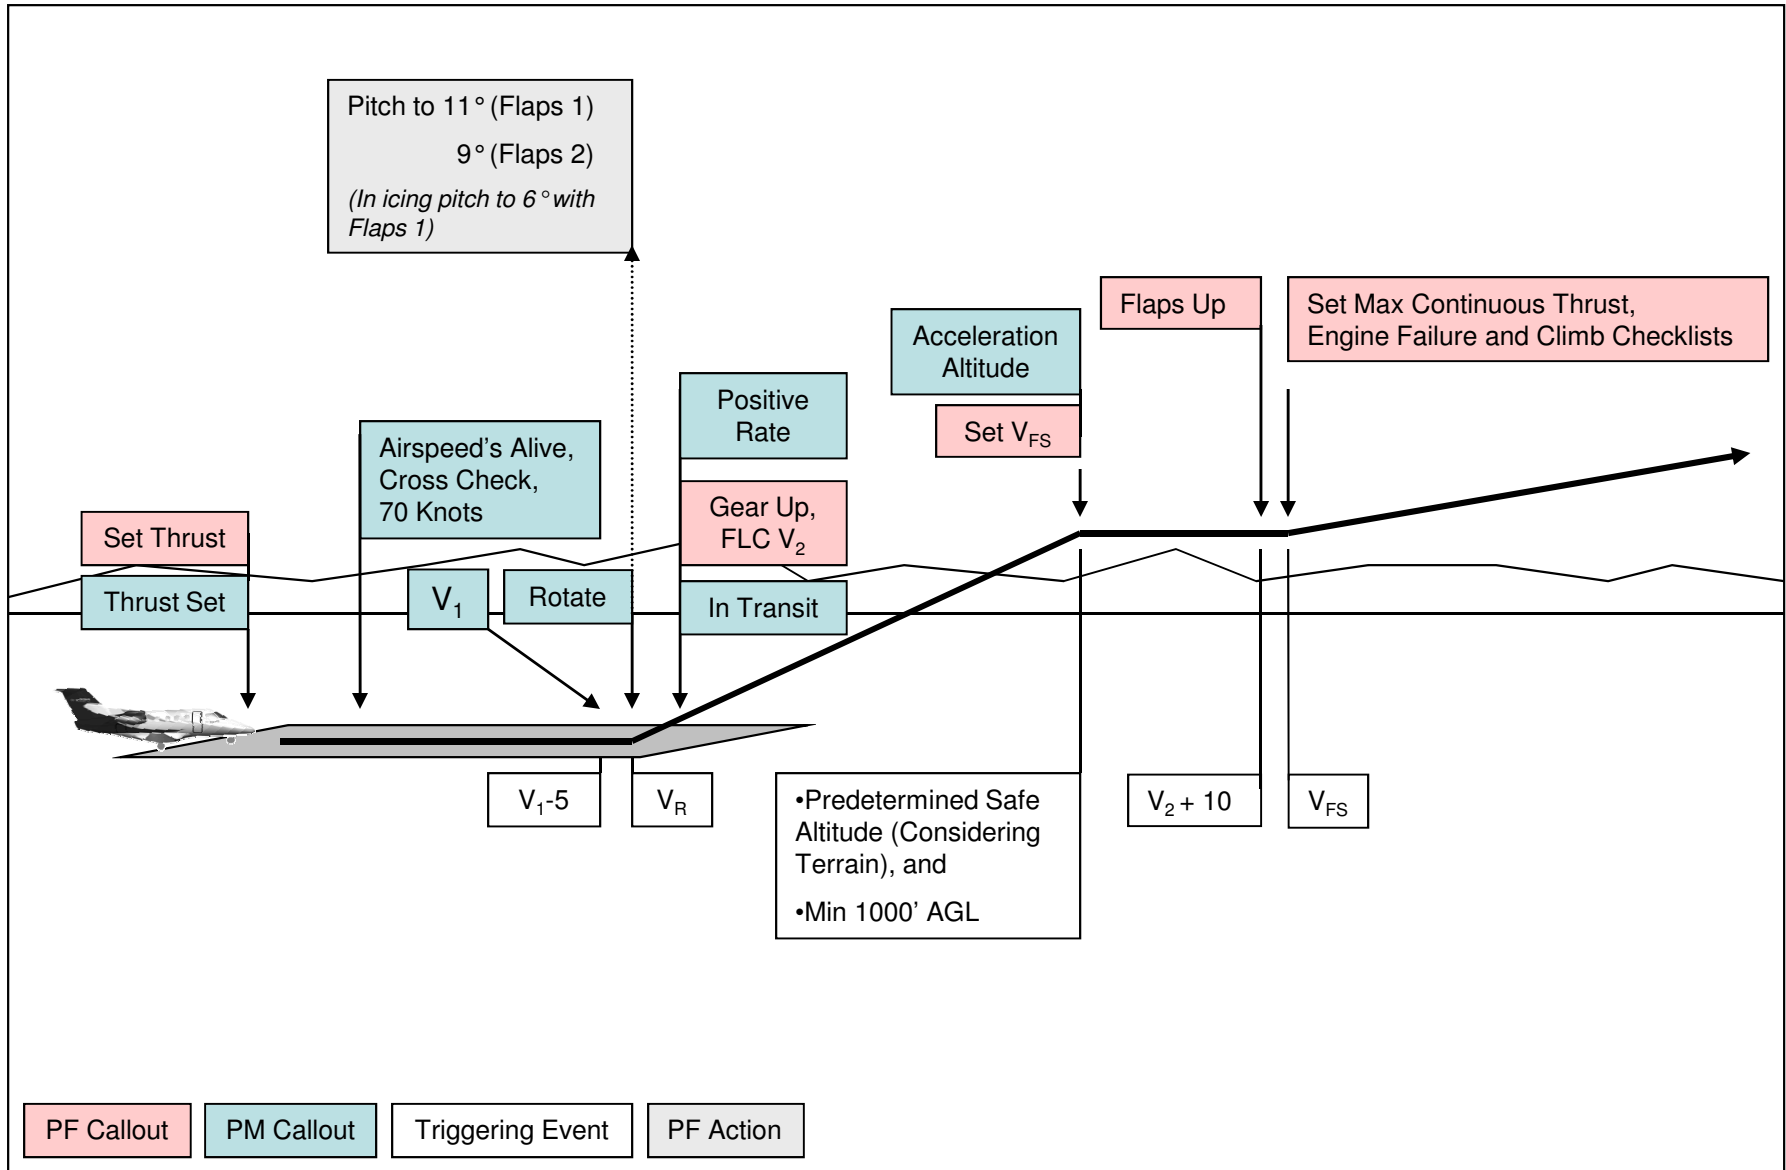 Pitch to 11° (Flaps 1)
9° (Flaps 2)
(In icing pitch to 6° with
Flaps 1)
Flaps Up
Set Max Continuous Thrust,
Engine Failure and Climb Checklists
Acceleration
Altitude
Set VFS
Positive
Rate
Airspeed's Alive,
Cross Check,
70 Knots
Gear Up,
FLC V2
Set Thrust
Thrust Set
V1
Rotate
In Transit
V1-5
VR
•Predetermined Safe
Altitude (Considering
Terrain), and
•Min 1000' AGL
V2 + 10
VFS
PF Callout
PM Callout
Triggering Event
PF Action